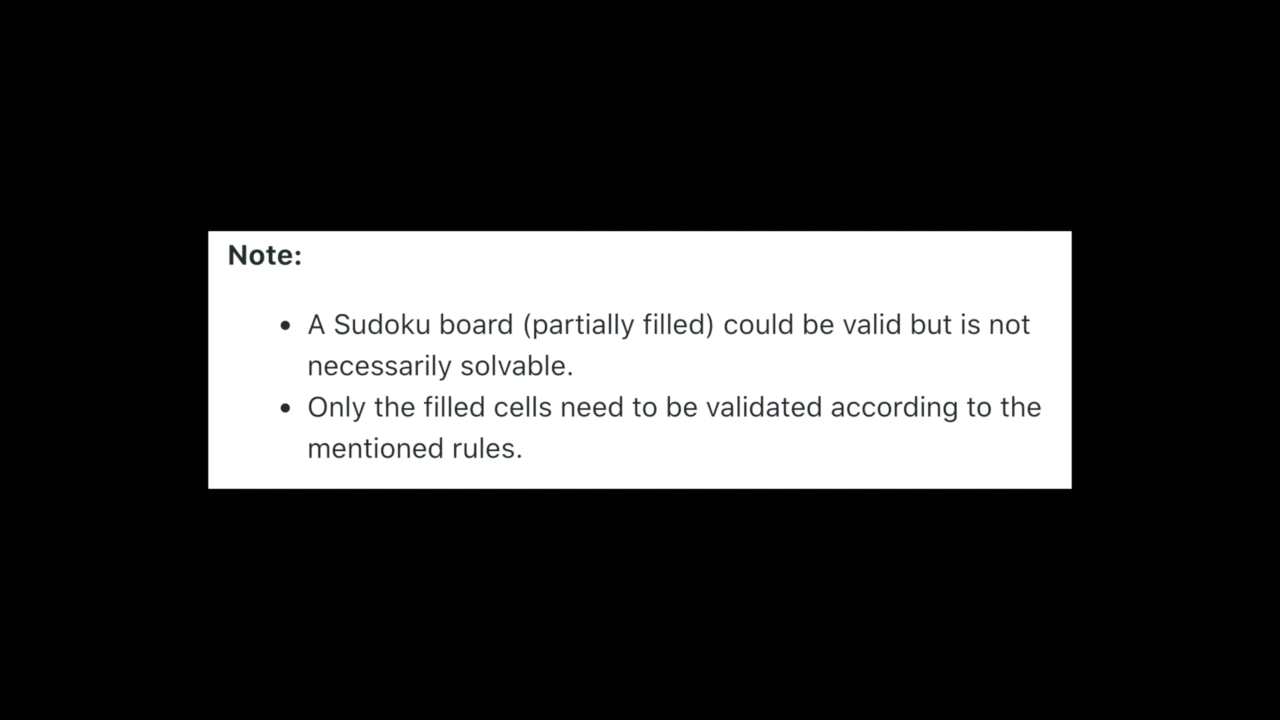 Note:
• A Sudoku board (partially filled) could be valid but is not
necessarily solvable.
• Only the filled cells need to be validated according to the
mentioned rules.